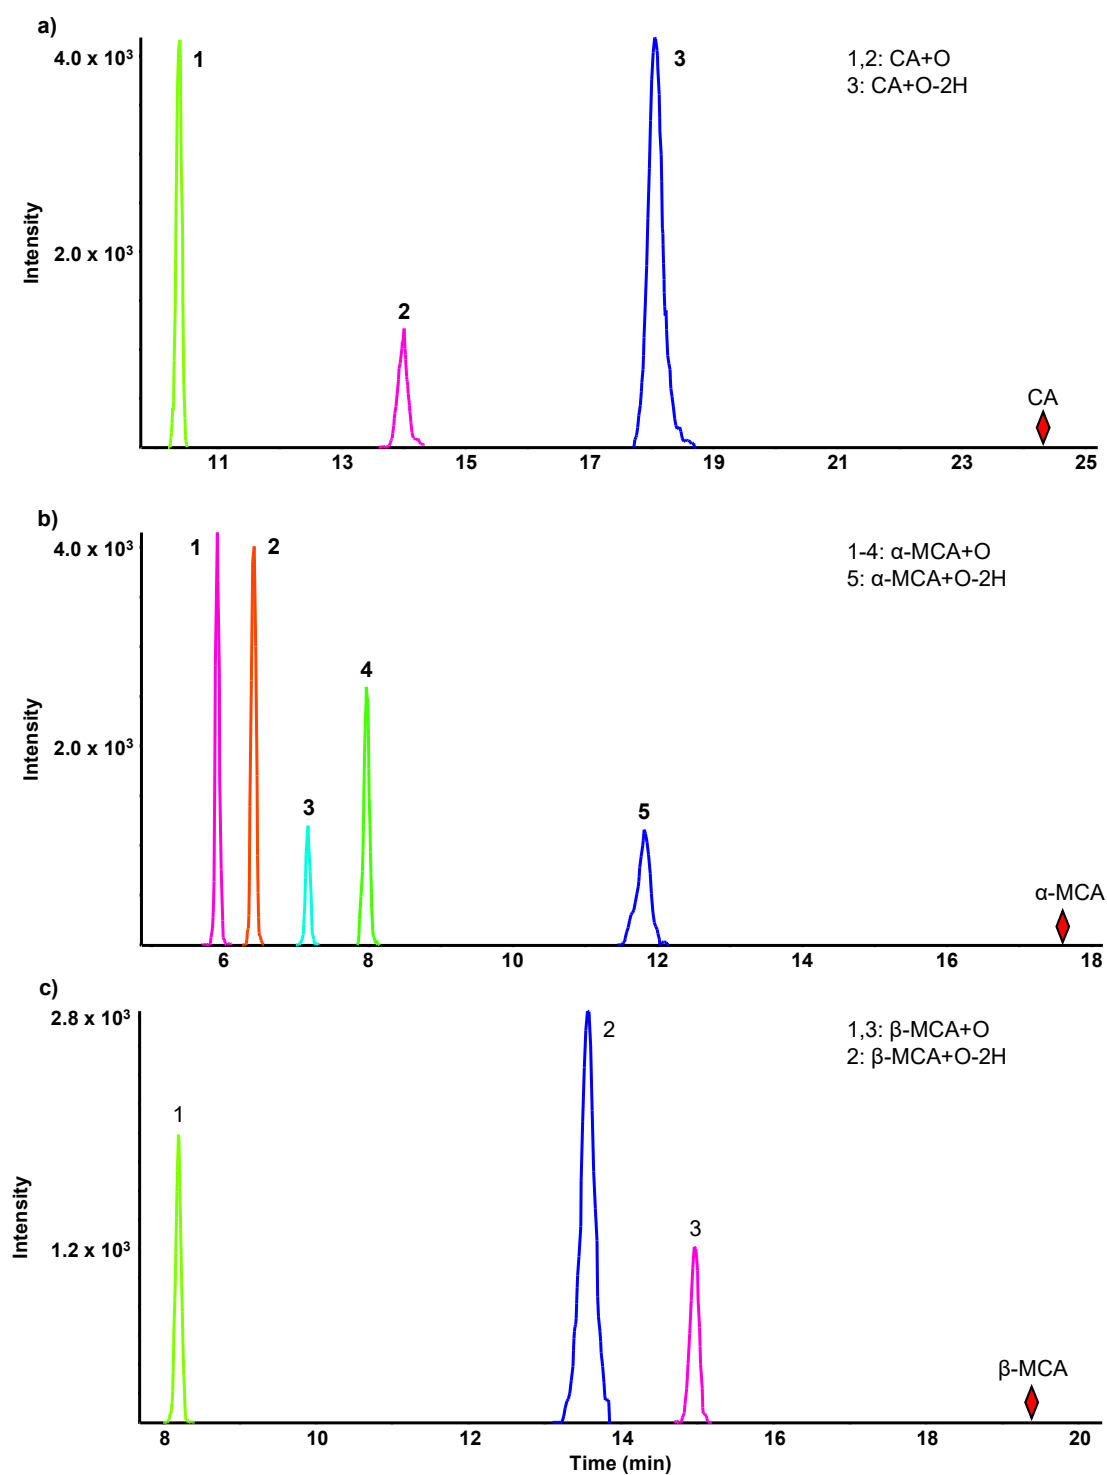 a)
4.0 x 10³
1
3
1,2: CA+O
3: CA+O-2H
Intensity
2.0 x 10³
2
CA
11 13 15 17 19 21 23 25
b)
4.0 x 10³
1
2
1-4: α-MCA+O
5: α-MCA+O-2H
Intensity
4
2.0 x 10³
3
5
α-MCA
6 8 10 12 14 16 18
c)
2.8 x 10³
2
1,3: β-MCA+O
2: β-MCA+O-2H
1
Intensity
3
1.2 x 10³
β-MCA
8 10 12 14 16 18 20
Time (min)